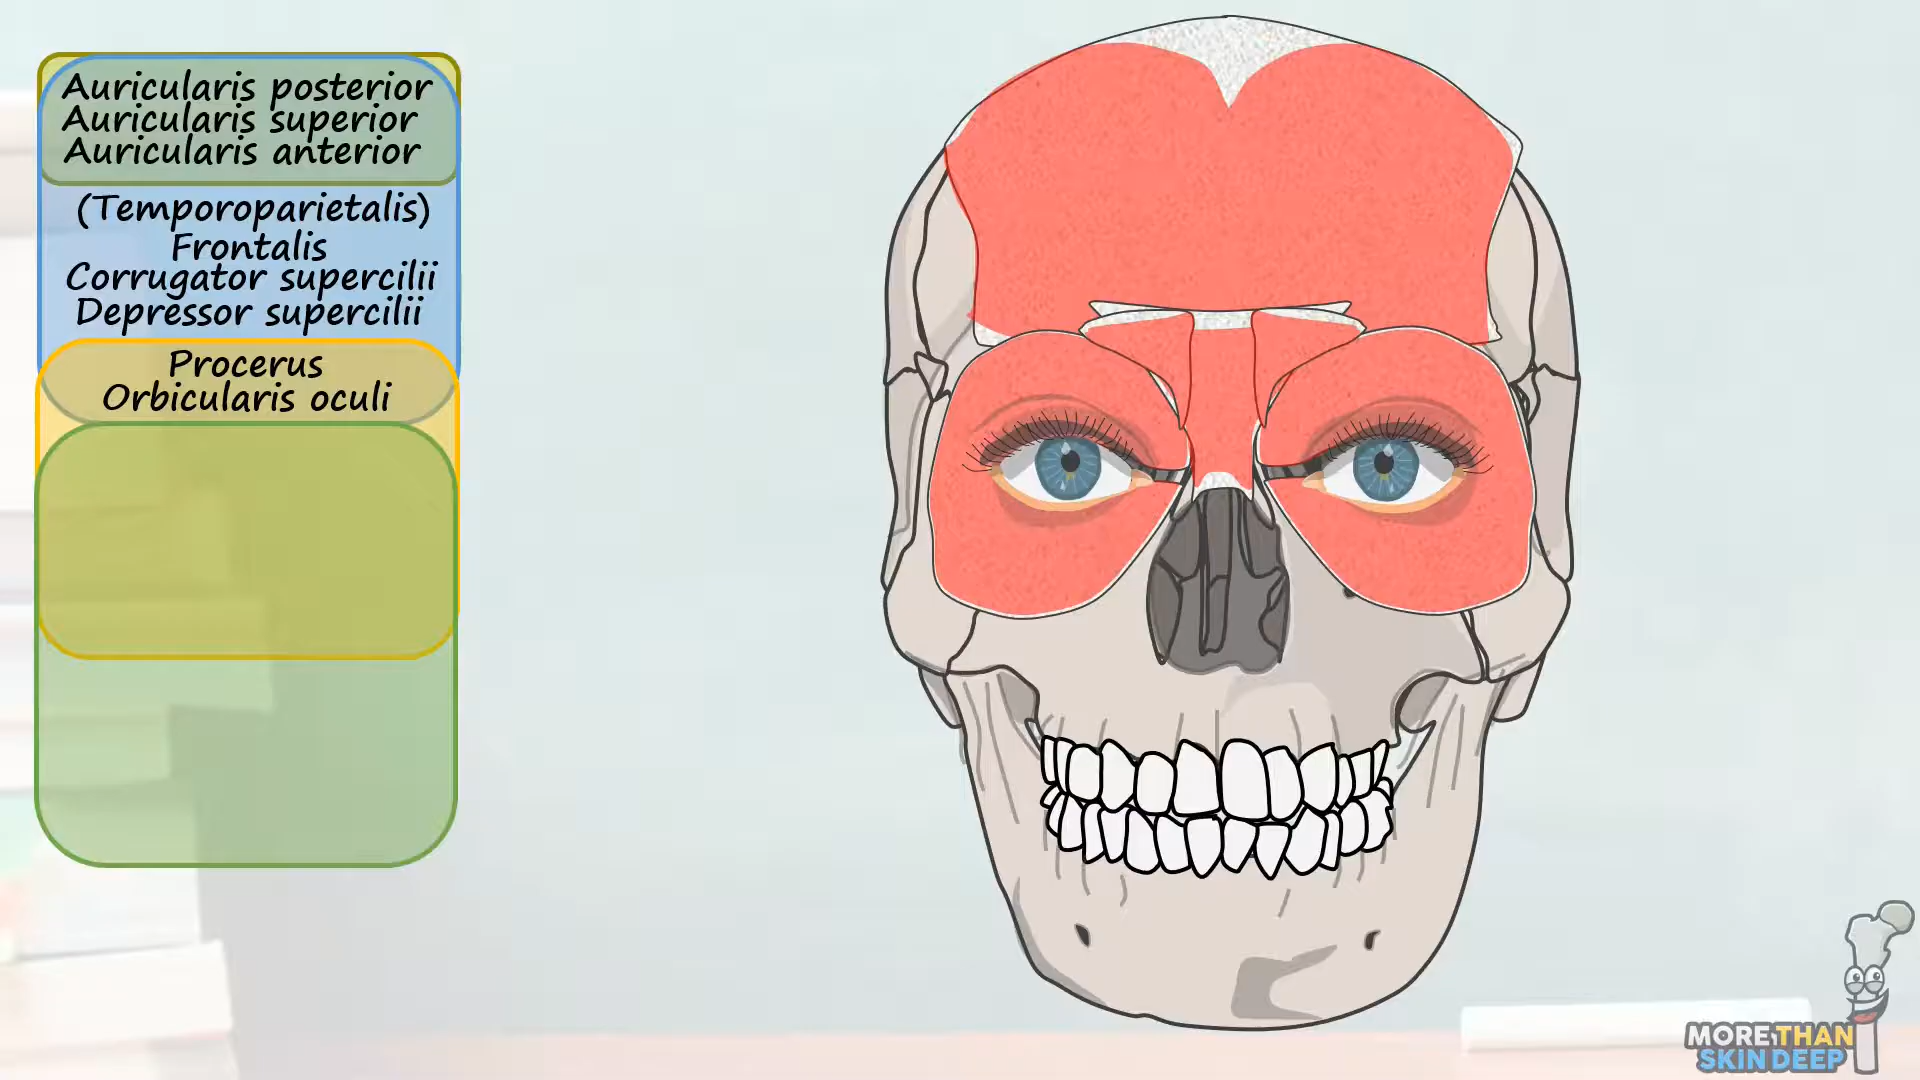 Auricularis posterior
Auricularis superior
Auricularis anterior
(Temporoparietalis)
Frontalis
Corrugator supercilii
Depressor supercilii
Procerus
Orbicularis oculi
MORE THAN
SKIN DEEP